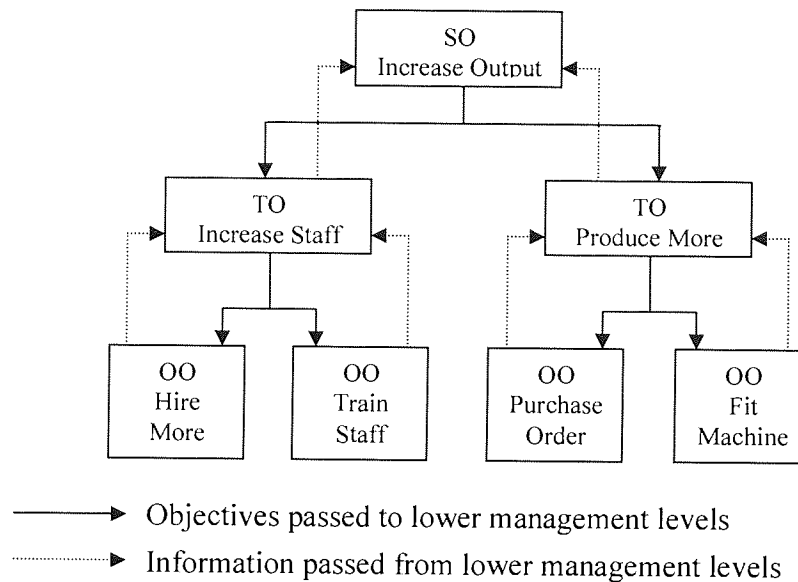 SO
Increase Output
TO
Increase Staff
TO
Produce More
OO
Hire
More
OO
Train
Staff
OO
Purchase
Order
OO
Fit
Machine
Objectives passed to lower management levels
Information passed from lower management levels